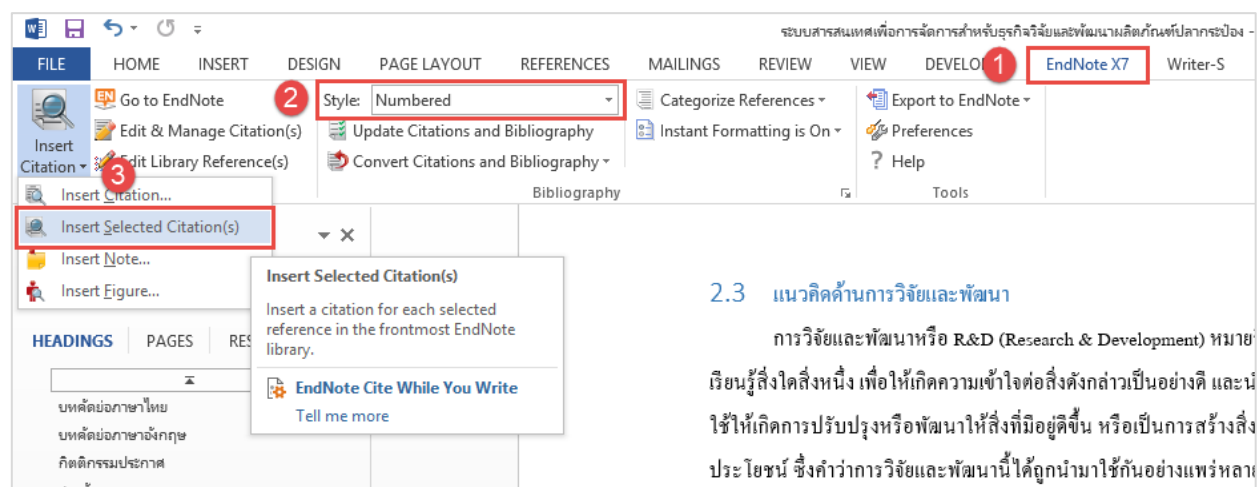 ระบบสารสนเทศเพื่อการจัดการสำหรับธุรกิจวิจัยและพัฒนาผลิตภัณฑ์ปลากระป๋อง -
FILE HOME INSERT DESIGN PAGE LAYOUT REFERENCES MAILINGS REVIEW VIEW DEVELO 1 EndNote X7 Writer-S
Go to EndNote 2 Style: Numbered Categorize References Export to EndNote
Edit & Manage Citation(s) Update Citations and Bibliography Instant Formatting is On Preferences
Insert
Citation Edit Library Reference(s) Convert Citations and Bibliography ? Help
3
Bibliography Tools
Insert Citation...
Insert Selected Citation(s)
Insert Note...
Insert Figure...
Insert Selected Citation(s)
Insert a citation for each selected
reference in the frontmost EndNote
library.
EndNote Cite While You Write
Tell me more
HEADINGS PAGES RES
บทคัดย่อภาษาไทย
บทคัดย่อภาษาอังกฤษ
กิตติกรรมประกาศ
2.3 แนวคิดด้านการวิจัยและพัฒนา
การวิจัยและพัฒนาหรือ R&D (Research & Development) หมาย
เรียนรู้สิ่งใดสิ่งหนึ่ง เพื่อให้เกิดความเข้าใจต่อสิ่งดังกล่าวเป็นอย่างดี และน
ใช้ให้เกิดการปรับปรุงหรือพัฒนาให้สิ่งที่มีอยู่ดีขึ้น หรือเป็นการสร้างสิ่ง
ประโยชน์ ซึ่งคำว่าการวิจัยและพัฒนานี้ได้ถูกนำมาใช้กันอย่างแพร่หลาย